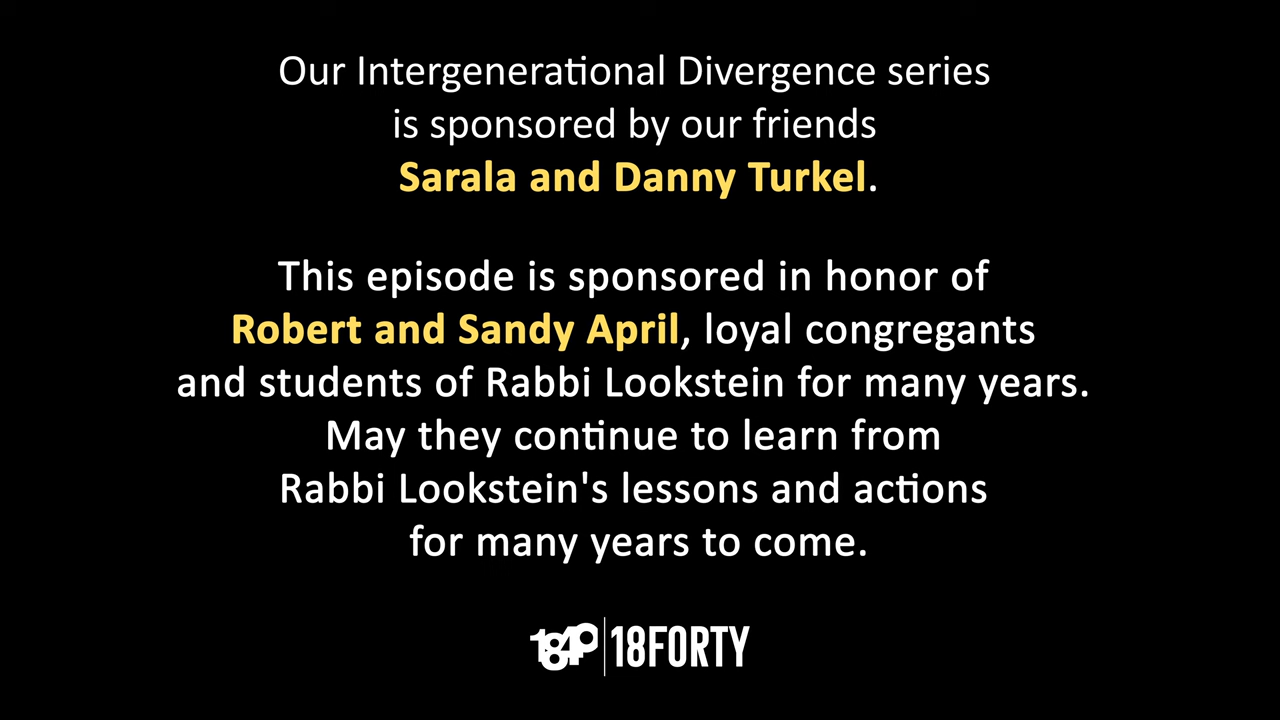 Our Intergenerational Divergence series
is sponsored by our friends
Sarala and Danny Turkel.
This episode is sponsored in honor of
Robert and Sandy April, loyal congregants
and students of Rabbi Lookstein for many years.
May they continue to learn from
Rabbi Lookstein's lessons and actions
for many years to come.
1840 18FORTY